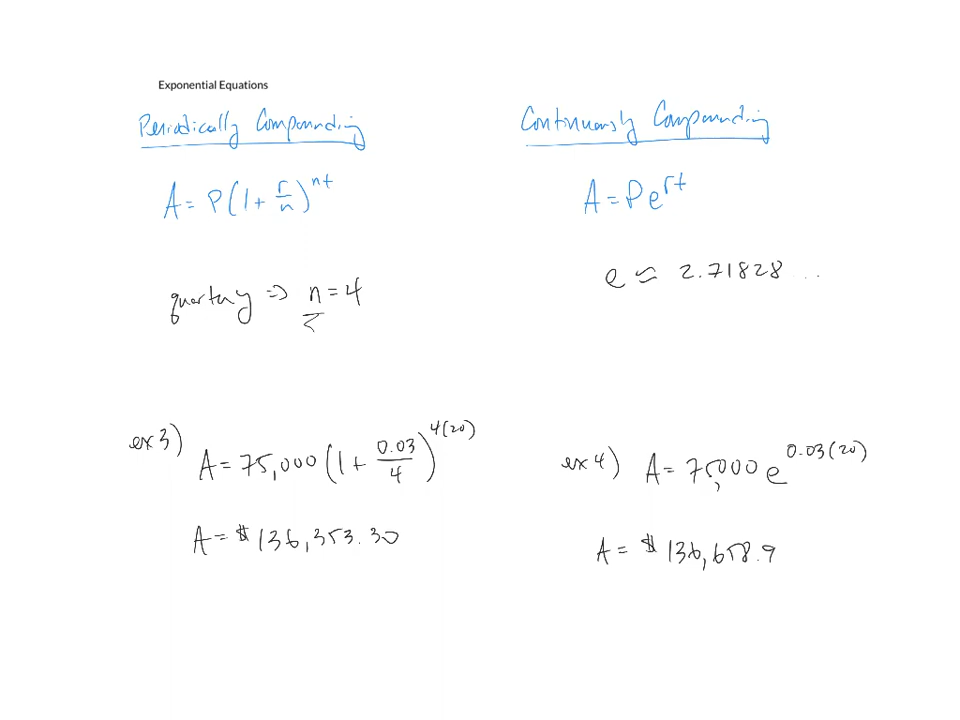 Exponential Equations
Periodically Compounding
A = P(1 + r/n)^nt
quartery => n = 4
ex 3)
A = 75,000 (1 + 0.03/4)^4(20)
A = $136,353.30
Continuously Compounding
A = Pe^rt
e ≈ 2.71828...
ex 4) A = 75,000 e^0.03(20)
A = $136,658.9